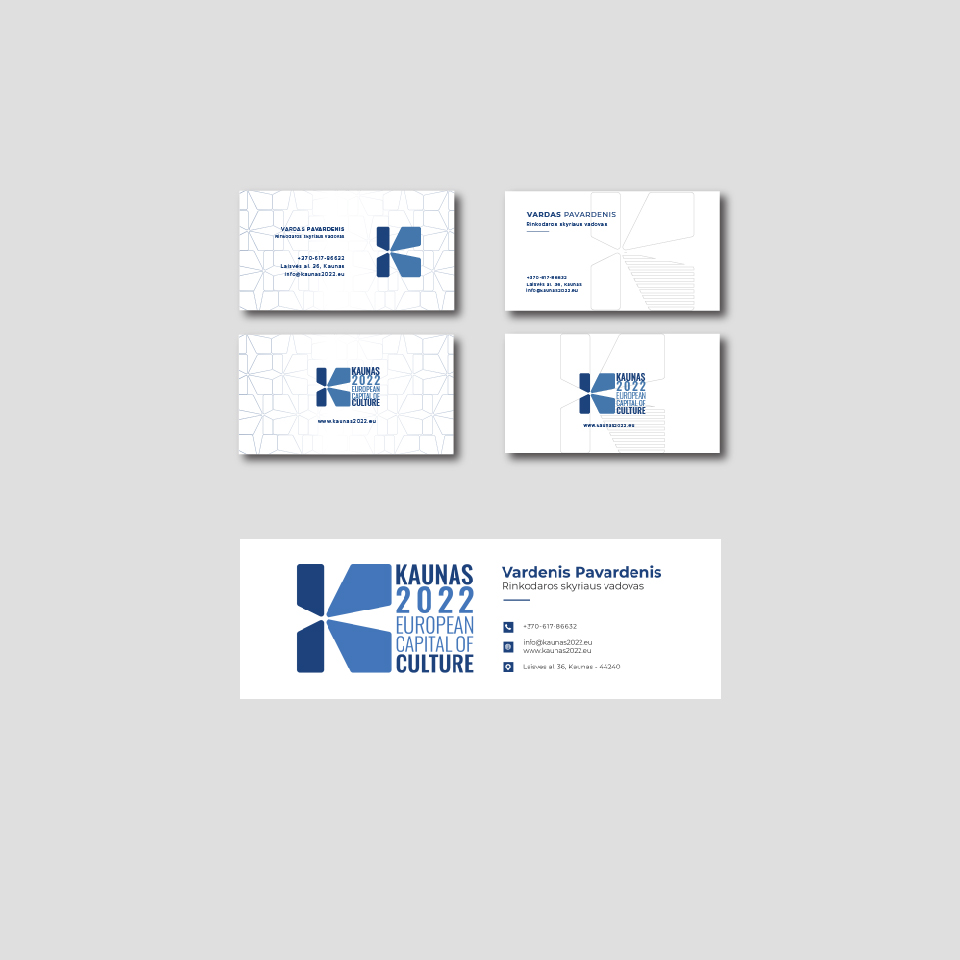 VARDAS PAVARDENIS
Rinkodaros skyriaus vadovas
+370-617-86632
Laisvės al. 36, Kaunas
info@kaunas2022.eu
VARDAS PAVARDENIS
Rinkodaros skyriaus vadovas
+370-617-86632
Laisvės al. 36, Kaunas
info@kaunas2022.eu
KAUNAS
2022
EUROPEAN
CAPITAL OF
CULTURE
www.kaunas2022.eu
KAUNAS
2022
EUROPEAN
CAPITAL OF
CULTURE
www.kaunas2022.eu
KAUNAS
2022
EUROPEAN
CAPITAL OF
CULTURE
Vardenis Pavardenis
Rinkodaros skyriaus vadovas
+370-617-86632
info@kaunas2022.eu
www.kaunas2022.eu
Laisvės al 36, Kaunas - 44240